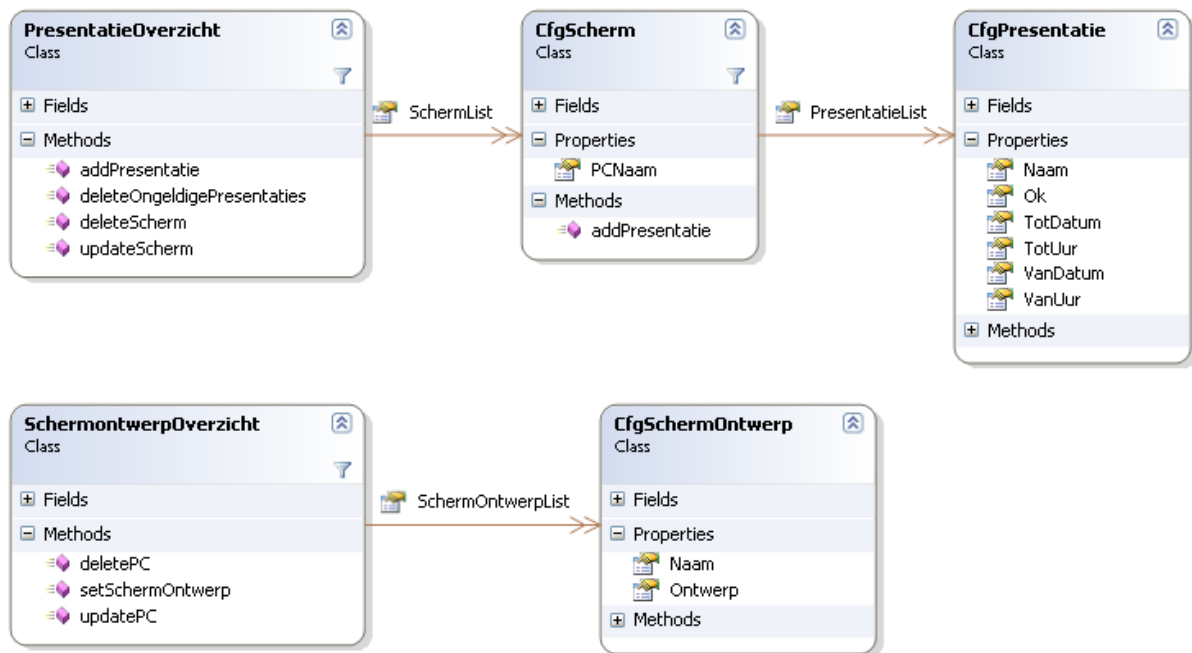 PresentatieOverzicht
Class
Fields
Methods
addPresentatie
deleteOngeldigePresentaties
deleteScherm
updateScherm
SchermList
CfgScherm
Class
Fields
Properties
PCNaam
Methods
addPresentatie
PresentatieList
CfgPresentatie
Class
Fields
Properties
Naam
Ok
TotDatum
TotUur
VanDatum
VanUur
Methods
SchermontwerpOverzicht
Class
Fields
Methods
deletePC
setSchermOntwerp
updatePC
SchermOntwerpList
CfgSchermOntwerp
Class
Fields
Properties
Naam
Ontwerp
Methods